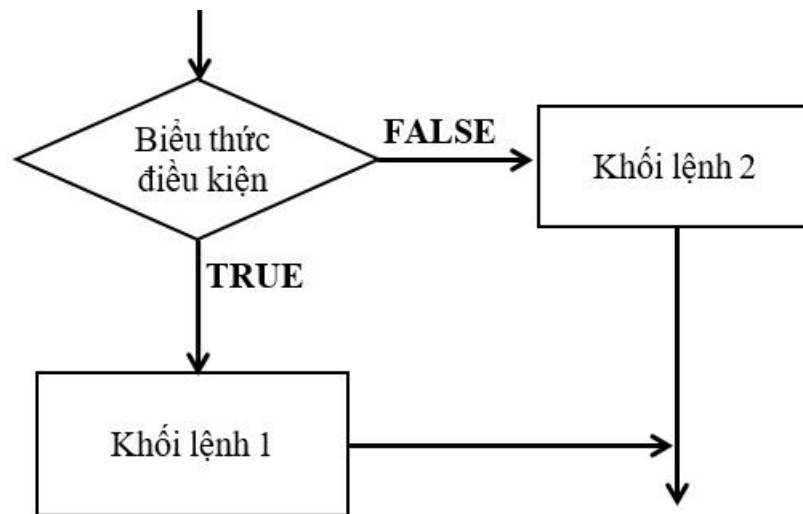 Biểu thức
điều kiện
FALSE
Khối lệnh 2
TRUE
Khối lệnh 1